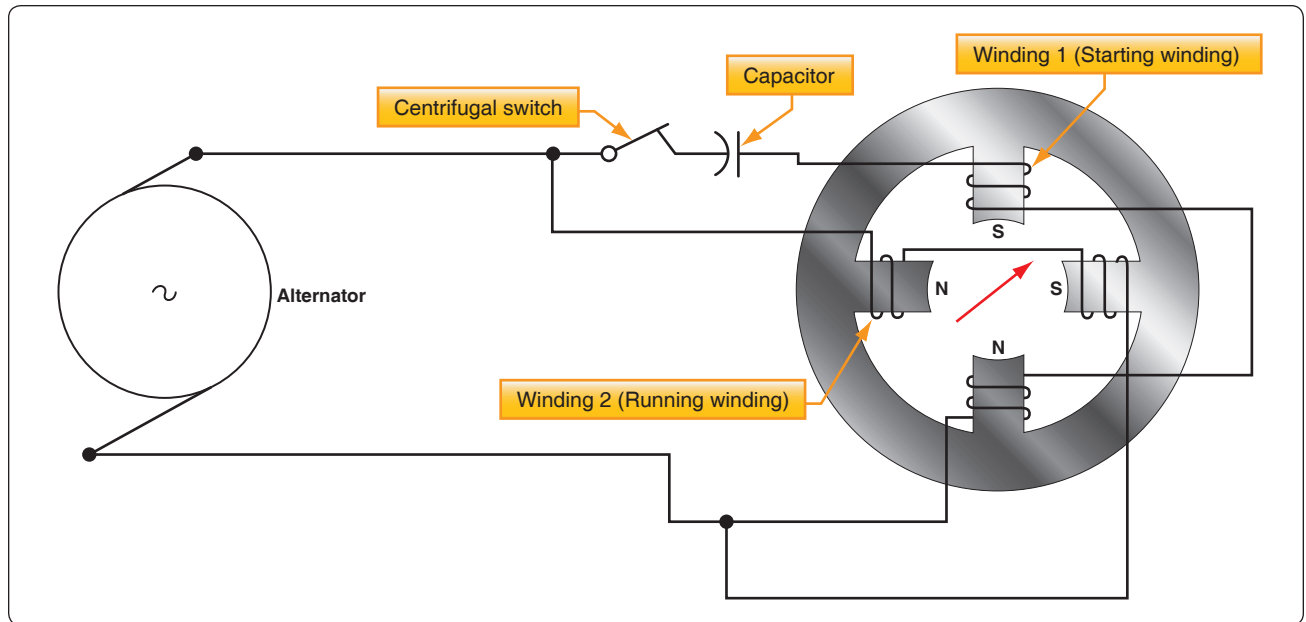 Winding 1 (Starting winding)
Capacitor
Centrifugal switch
S
Alternator
N
S
N
Winding 2 (Running winding)